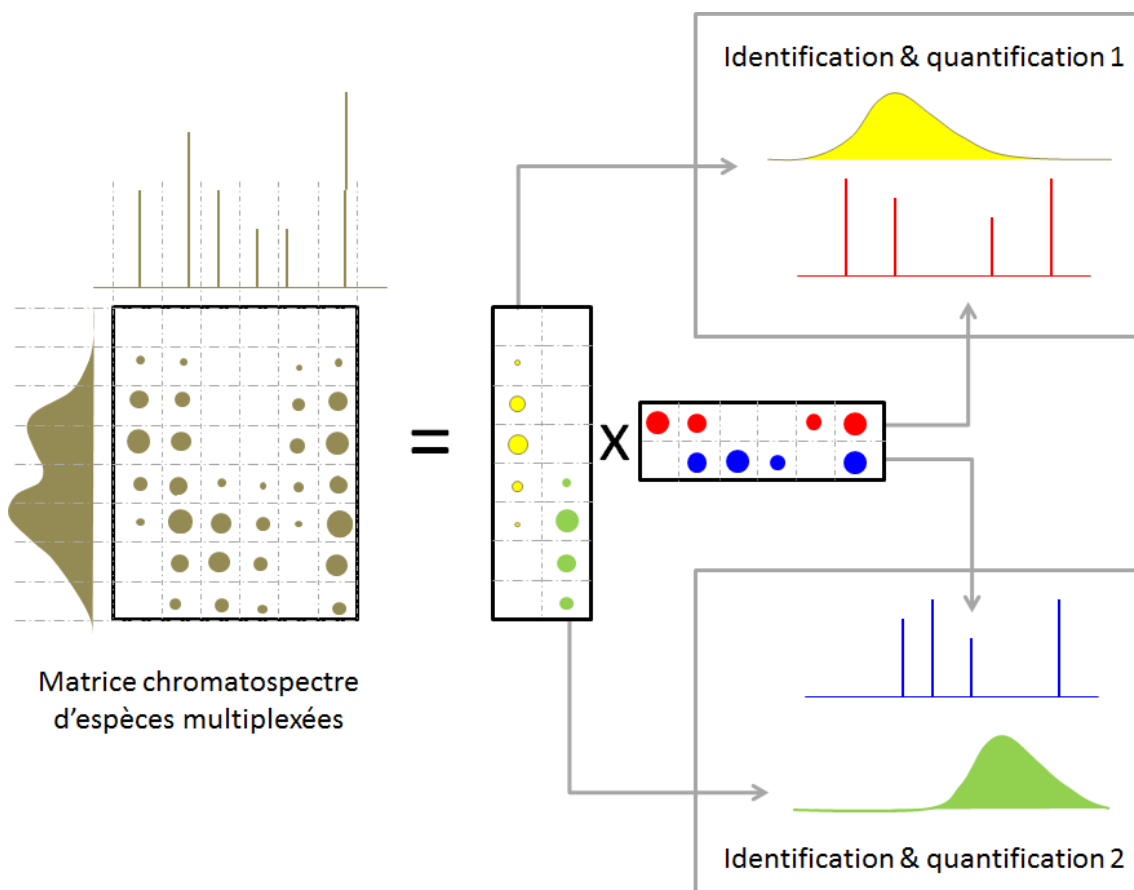 Identification & quantification 1
=
X
Matrice chromatospectre
d'espèces multiplexées
Identification & quantification 2